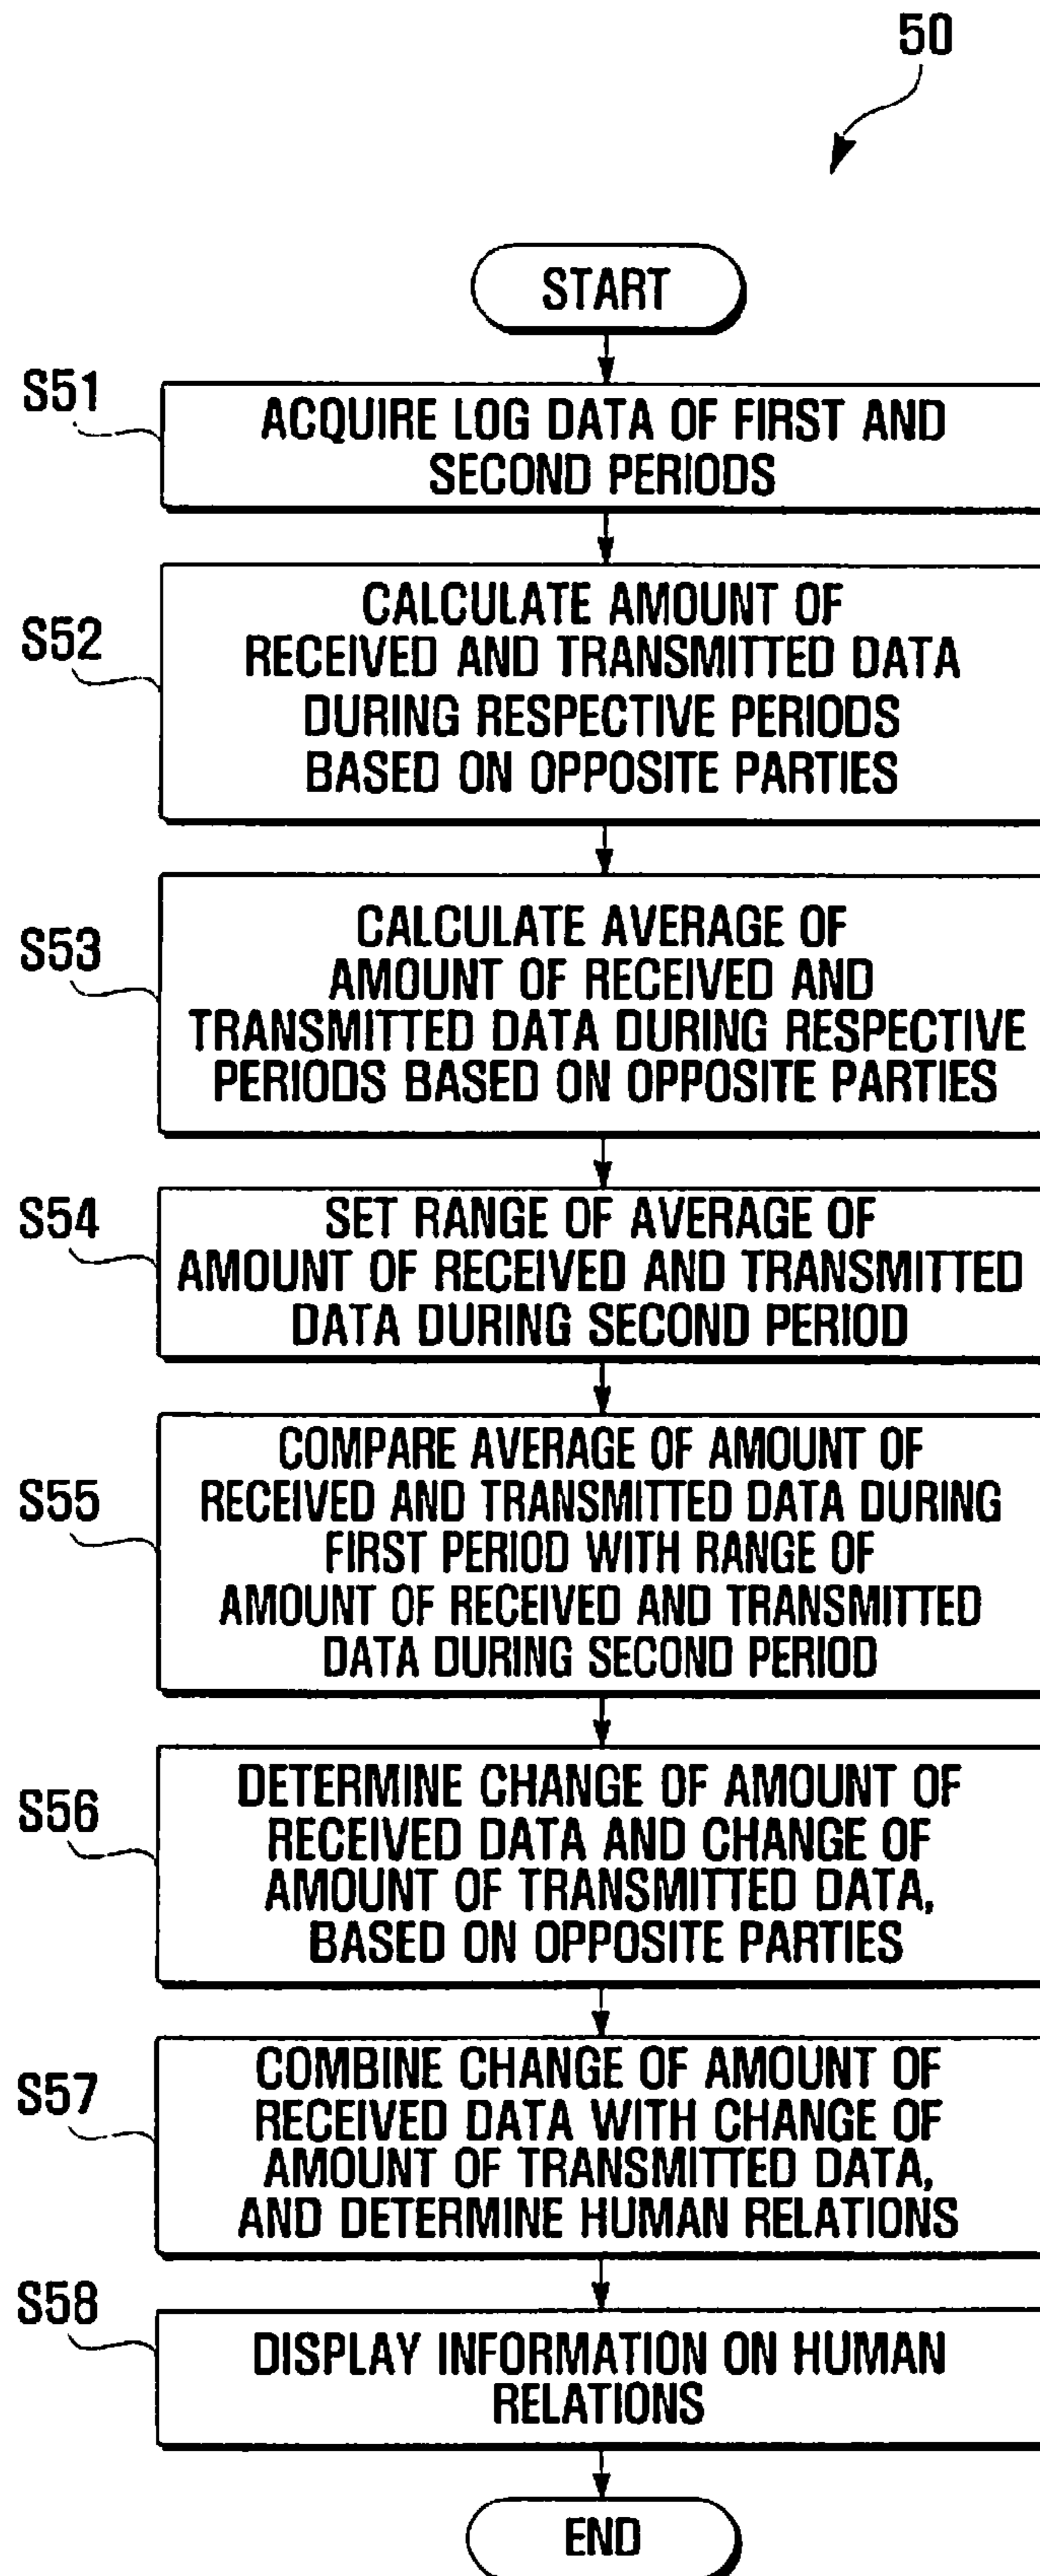 50
START
S51
ACQUIRE LOG DATA OF FIRST AND
SECOND PERIODS
S52
CALCULATE AMOUNT OF
RECEIVED AND TRANSMITTED DATA
DURING RESPECTIVE PERIODS
BASED ON OPPOSITE PARTIES
S53
CALCULATE AVERAGE OF
AMOUNT OF RECEIVED AND
TRANSMITTED DATA DURING RESPECTIVE
PERIODS BASED ON OPPOSITE PARTIES
S54
SET RANGE OF AVERAGE OF
AMOUNT OF RECEIVED AND TRANSMITTED
DATA DURING SECOND PERIOD
S55
COMPARE AVERAGE OF AMOUNT OF
RECEIVED AND TRANSMITTED DATA DURING
FIRST PERIOD WITH RANGE OF
AMOUNT OF RECEIVED AND TRANSMITTED
DATA DURING SECOND PERIOD
S56
DETERMINE CHANGE OF AMOUNT OF
RECEIVED DATA AND CHANGE OF
AMOUNT OF TRANSMITTED DATA,
BASED ON OPPOSITE PARTIES
S57
COMBINE CHANGE OF AMOUNT OF
RECEIVED DATA WITH CHANGE OF
AMOUNT OF TRANSMITTED DATA,
AND DETERMINE HUMAN RELATIONS
S58
DISPLAY INFORMATION ON HUMAN
RELATIONS
END